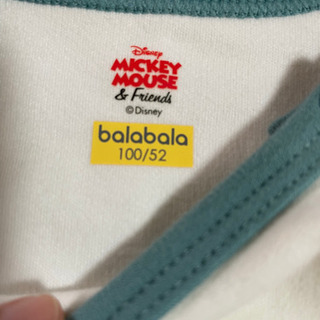 Disney
MICKEY
MOUSE
& Friends
©Disney
balabala
100/52